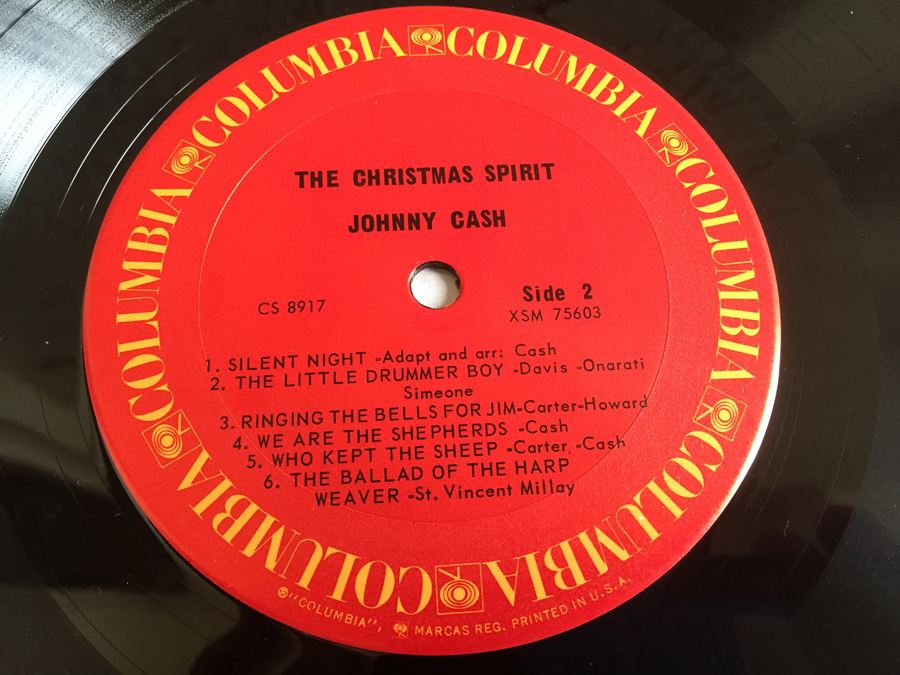 COLUMBIA COLUMBIA COLUMBIA COLUMBIA COLUMBIA COLUMBIA
THE CHRISTMAS SPIRIT
JOHNNY CASH
CS 8917
Side 2
XSM 75603
1. SILENT NIGHT -Adapt and arr: Cash
2. THE LITTLE DRUMMER BOY -Davis -Onarati
Simeone
3. RINGING THE BELLS FOR JIM-Carter-Howard
4. WE ARE THE SHEPHERDS -Cash
5. WHO KEPT THE SHEEP -Carter, -Cash
6. THE BALLAD OF THE HARP
WEAVER -St. Vincent Millay
®"COLUMBIA", MARCAS REG. PRINTED IN U.S.A.